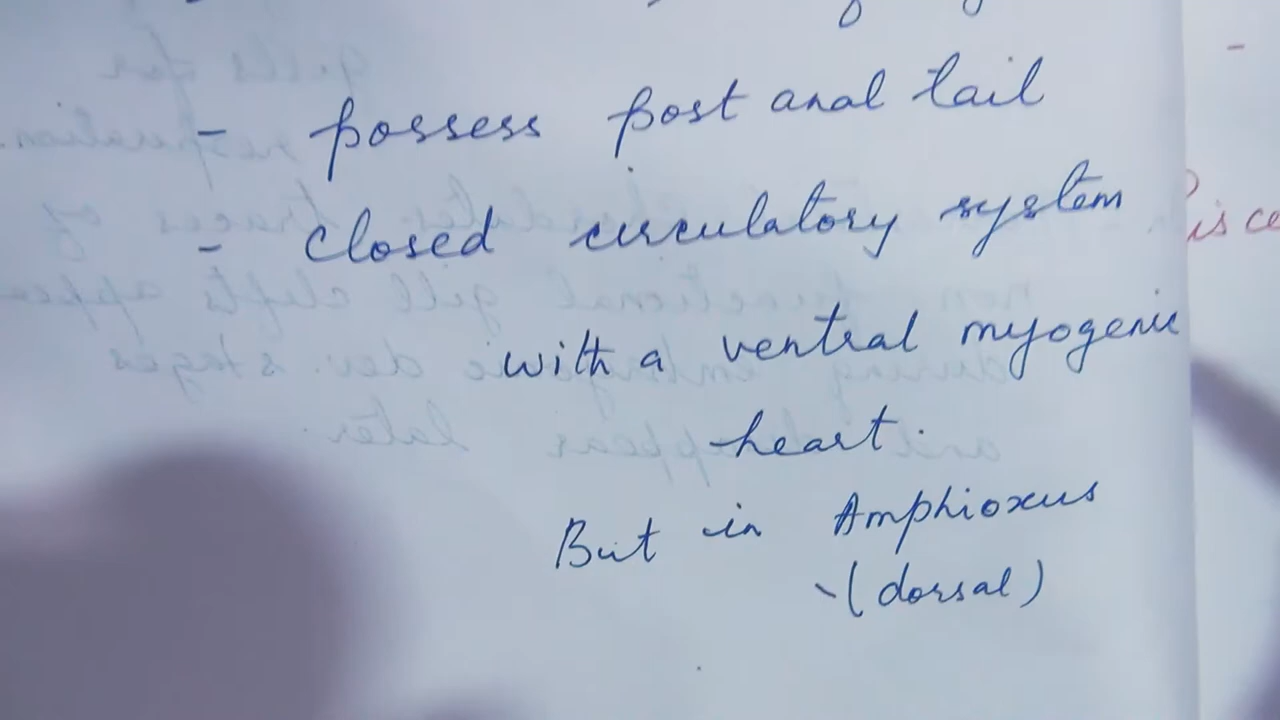 - possess post anal tail
- closed circulatory system
with a ventral myogenic
heart.
But in Amphioxus
-(dorsal)